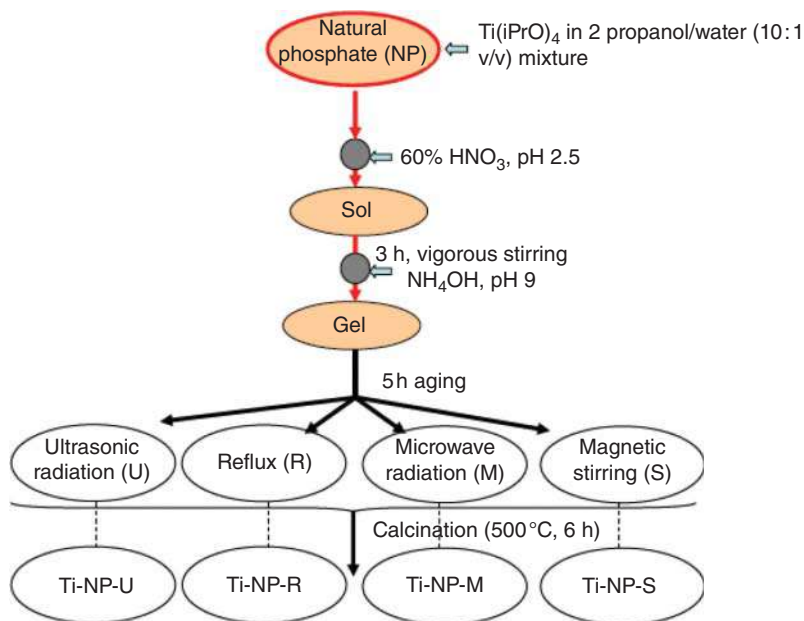 Natural
phosphate (NP)
Ti(iPrO)4 in 2 propanol/water (10:1
v/v) mixture
60% HNO3, pH 2.5
Sol
3 h, vigorous stirring
NH4OH, pH 9
Gel
5h aging
Ultrasonic
radiation (U)
Reflux (R)
Microwave
radiation (M)
Magnetic
stirring (S)
Calcination (500°C, 6 h)
Ti-NP-U
Ti-NP-R
Ti-NP-M
Ti-NP-S